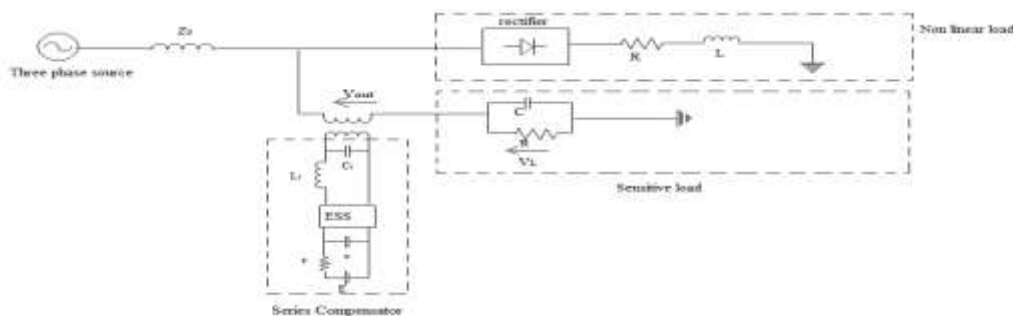 rectifier
Non linear load
Zs
R
L
Three phase source
Vout
C
R
VL
Sensitive load
Lf
Cf
ESS
r
Series Compensator